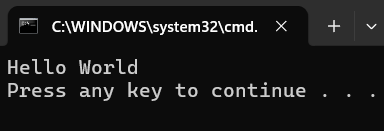 C:\WINDOWS\system32\cmd.
Hello World
Press any key to continue . . .